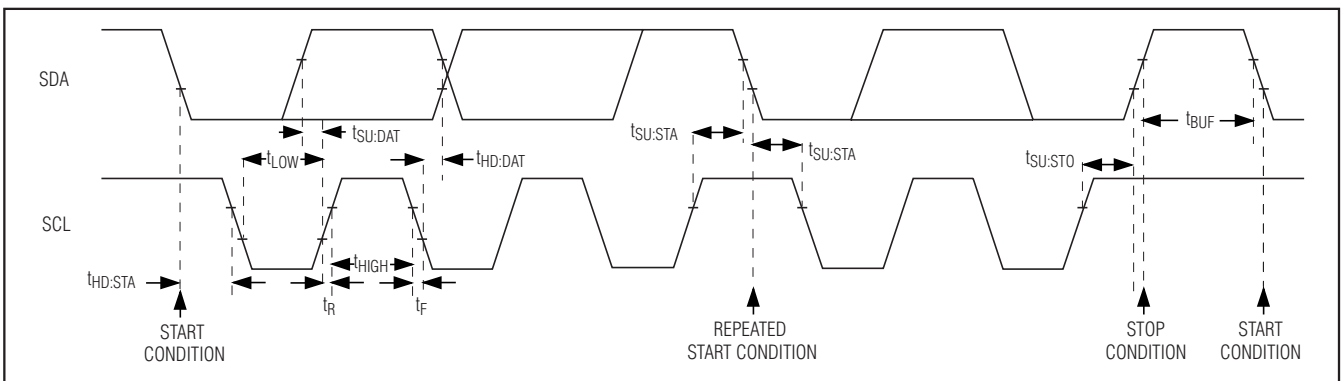 SDA
tSU:DAT
tLOW
tHD:DAT
tSU:STA
tSU:STA
tBUF
tSU:STO
SCL
tHIGH
tHD:STA
tR
tF
START
CONDITION
REPEATED
START CONDITION
STOP
CONDITION
START
CONDITION